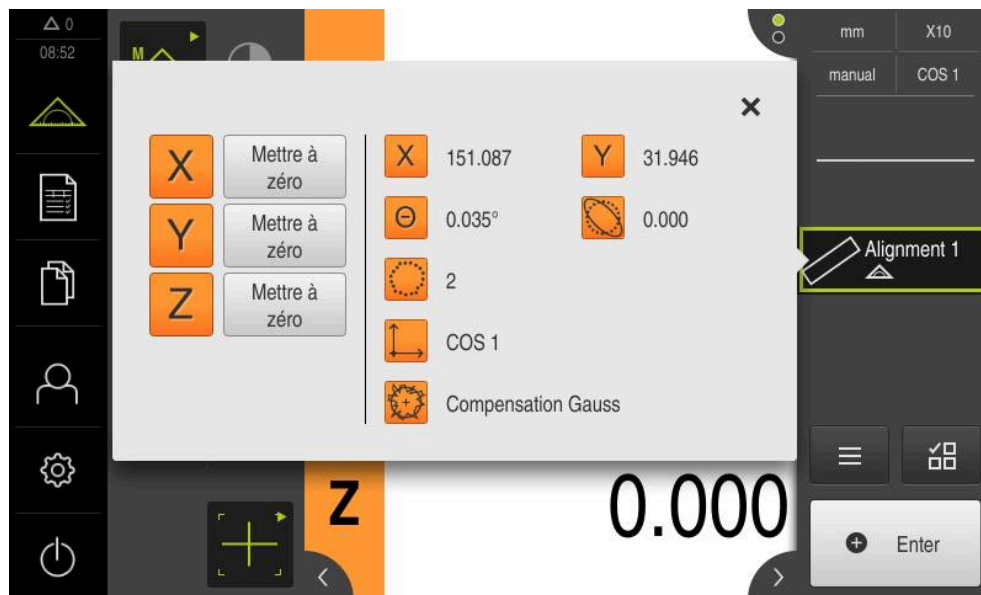 0
08:52
M
mm
X10
manual
COS 1
X
Mettre à
zéro
Y
Mettre à
zéro
Z
Mettre à
zéro
X
151.087
Y
31.946
Θ
0.035°
0.000
2
COS 1
Compensation Gauss
Alignment 1
Z
0.000
Enter